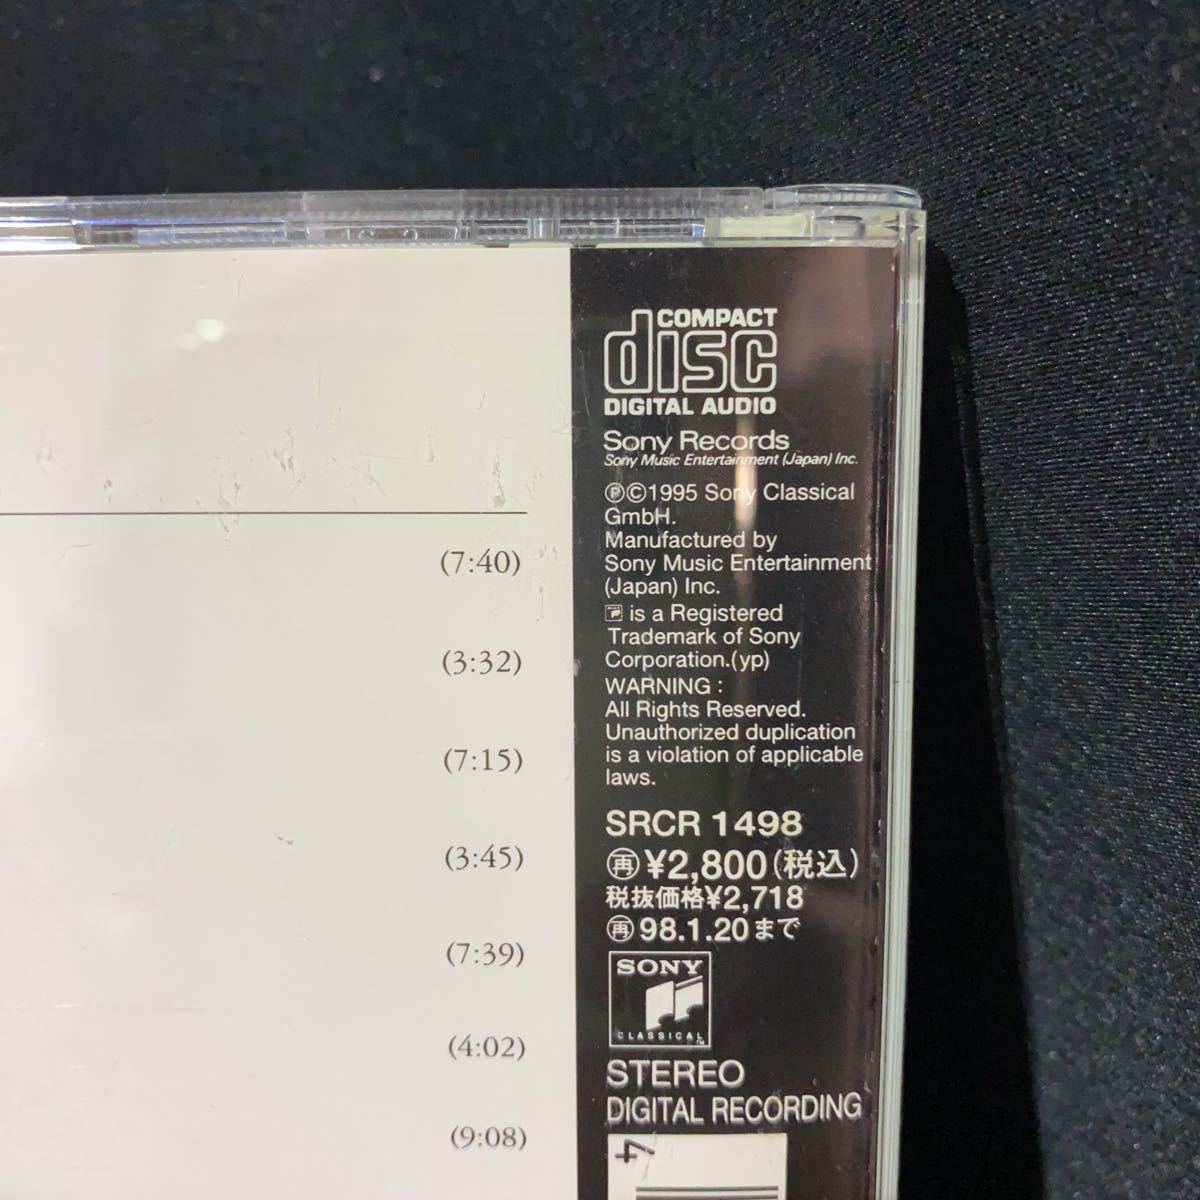 (7:40)
(3:32)
(7:15)
(3:45)
(7:39)
(4:02)
(9:08)
COMPACT
disc
DIGITAL AUDIO
Sony Records
Sony Music Entertainment (Japan) Inc.
℗©1995 Sony Classical
GmbH.
Manufactured by
Sony Music Entertainment
(Japan) Inc.
is a Registered
Trademark of Sony
Corporation.(yp)
WARNING :
All Rights Reserved.
Unauthorized duplication
is a violation of applicable
laws.
SRCR 1498
㊢¥2,800(税込)
税抜価格¥2,718
再98.1.20まで
SONY
CLASSICAL™
STEREO
DIGITAL RECORDING
4